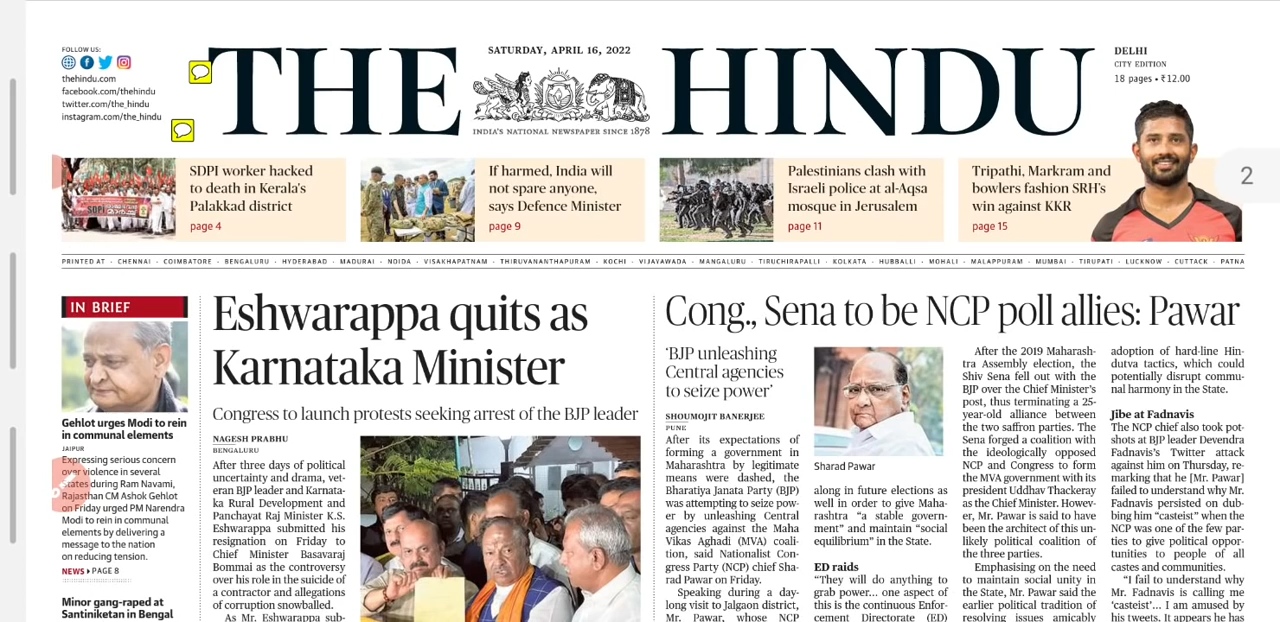 FOLLOW US:
thehindu.com
facebook.com/thehindu
twitter.com/the_hindu
instagram.com/the_hindu
SATURDAY, APRIL 16, 2022
THE HINDU
INDIA'S NATIONAL NEWSPAPER SINCE 1878
DELHI
CITY EDITION
18 pages • ₹12.00
2
SDPI worker hacked
to death in Kerala's
Palakkad district
page 4
SDPI
If harmed, India will
not spare anyone,
says Defence Minister
page 9
Palestinians clash with
Israeli police at al-Aqsa
mosque in Jerusalem
page 11
Tripathi, Markram and
bowlers fashion SRH's
win against KKR
page 15
PRINTED AT · CHENNAI · COIMBATORE · BENGALURU · HYDERABAD · MADURAI · NOIDA · VISAKHAPATNAM · THIRUVANANTHAPURAM · KOCHI · VIJAYAWADA · MANGALURU · TIRUCHIRAPALLI · KOLKATA · HUBBALLI · MOHALI · MALAPPURAM · MUMBAI · TIRUPATI · LUCKNOW · CUTTACK · PATNA
IN BRIEF
Gehlot urges Modi to rein
in communal elements
JAIPUR
Expressing serious concern
over violence in several
States during Ram Navami,
Rajasthan CM Ashok Gehlot
on Friday urged PM Narendra
Modi to rein in communal
elements by delivering a
message to the nation
on reducing tension.
NEWS PAGE 8
Minor gang-raped at
Santiniketan in Bengal
Eshwarappa quits as
Karnataka Minister
Congress to launch protests seeking arrest of the BJP leader
NAGESH PRABHU
BENGALURU
After three days of political
uncertainty and drama, vet-
eran BJP leader and Karnata-
ka Rural Development and
Panchayat Raj Minister K.S.
Eshwarappa submitted his
resignation on Friday to
Chief Minister Basavaraj
Bommai as the controversy
over his role in the suicide of
a contractor and allegations
of corruption snowballed.
As Mr. Eshwarappa sub-
Cong., Sena to be NCP poll allies: Pawar
'BJP unleashing
Central agencies
to seize power'
SHOUMOJIT BANERJEE
PUNE
After its expectations of
forming a government in
Maharashtra by legitimate
means were dashed, the
Bharatiya Janata Party (BJP)
was attempting to seize pow-
er by unleashing Central
agencies against the Maha
Vikas Aghadi (MVA) coali-
tion, said Nationalist Con-
gress Party (NCP) chief Sha-
rad Pawar on Friday.
Speaking during a day-
long visit to Jalgaon district,
Mr. Pawar, whose NCP
Sharad Pawar
along in future elections as
well in order to give Maha-
rashtra "a stable govern-
ment" and maintain "social
equilibrium" in the State.
ED raids
"They will do anything to
grab power... one aspect of
this is the continuous Enfor-
cement Directorate (ED)
After the 2019 Maharash-
tra Assembly election, the
Shiv Sena fell out with the
BJP over the Chief Minister's
post, thus terminating a 25-
year-old alliance between
the two saffron parties. The
Sena forged a coalition with
the ideologically opposed
NCP and Congress to form
the MVA government with its
president Uddhav Thackeray
as the Chief Minister. Howev-
er, Mr. Pawar is said to have
been the architect of this un-
likely political coalition of
the three parties.
Emphasising on the need
to maintain social unity in
the State, Mr. Pawar said the
earlier political tradition of
resolving issues amicably
adoption of hard-line Hin-
dutva tactics, which could
potentially disrupt commu-
nal harmony in the State.
Jibe at Fadnavis
The NCP chief also took pot-
shots at BJP leader Devendra
Fadnavis's Twitter attack
against him on Thursday, re-
marking that he [Mr. Pawar]
failed to understand why Mr.
Fadnavis persisted on dub-
bing him "casteist" when the
NCP was one of the few par-
ties to give political oppor-
tunities to people of all
castes and communities.
"I fail to understand why
Mr. Fadnavis is calling me
'casteist'... I am amused by
his tweets. It appears he has